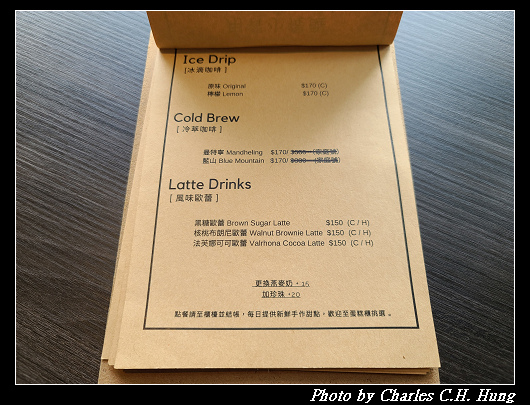 Ice Drip
[冰滴咖啡]
原味 Original $170 (C)
檸檬 Lemon $170 (C)
Cold Brew
[冷萃咖啡]
曼特寧 Mandheling $170/
藍山 Blue Mountain $170/
Latte Drinks
[風味歐蕾]
黑糖歐蕾 Brown Sugar Latte $150 (C / H)
核桃布朗尼歐蕾 Walnut Brownie Latte $150 (C / H)
法芙娜可可歐蕾 Valrhona Cocoa Latte $150 (C / H)
更換燕麥奶 +15
加珍珠 +20
點餐請至櫃檯並結帳，每日提供新鮮手作甜點，歡迎至蛋糕櫃挑選。
Photo by Charles C.H. Hung